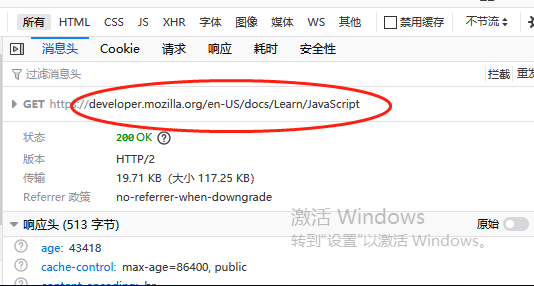 所有 HTML CSS JS XHR 字体 图像 媒体 WS 其他 禁用缓存 不节流
消息头 Cookie 请求 响应 耗时 安全性
过滤消息头 拦截 重发
GET https://developer.mozilla.org/en-US/docs/Learn/JavaScript
状态 200 OK
版本 HTTP/2
传输 19.71 KB (大小 117.25 KB)
Referrer 政策 no-referrer-when-downgrade
激活 Windows
响应头 (513 字节) 原始
转到"设置"以激活 Windows。
age: 43418
cache-control: max-age=86400, public